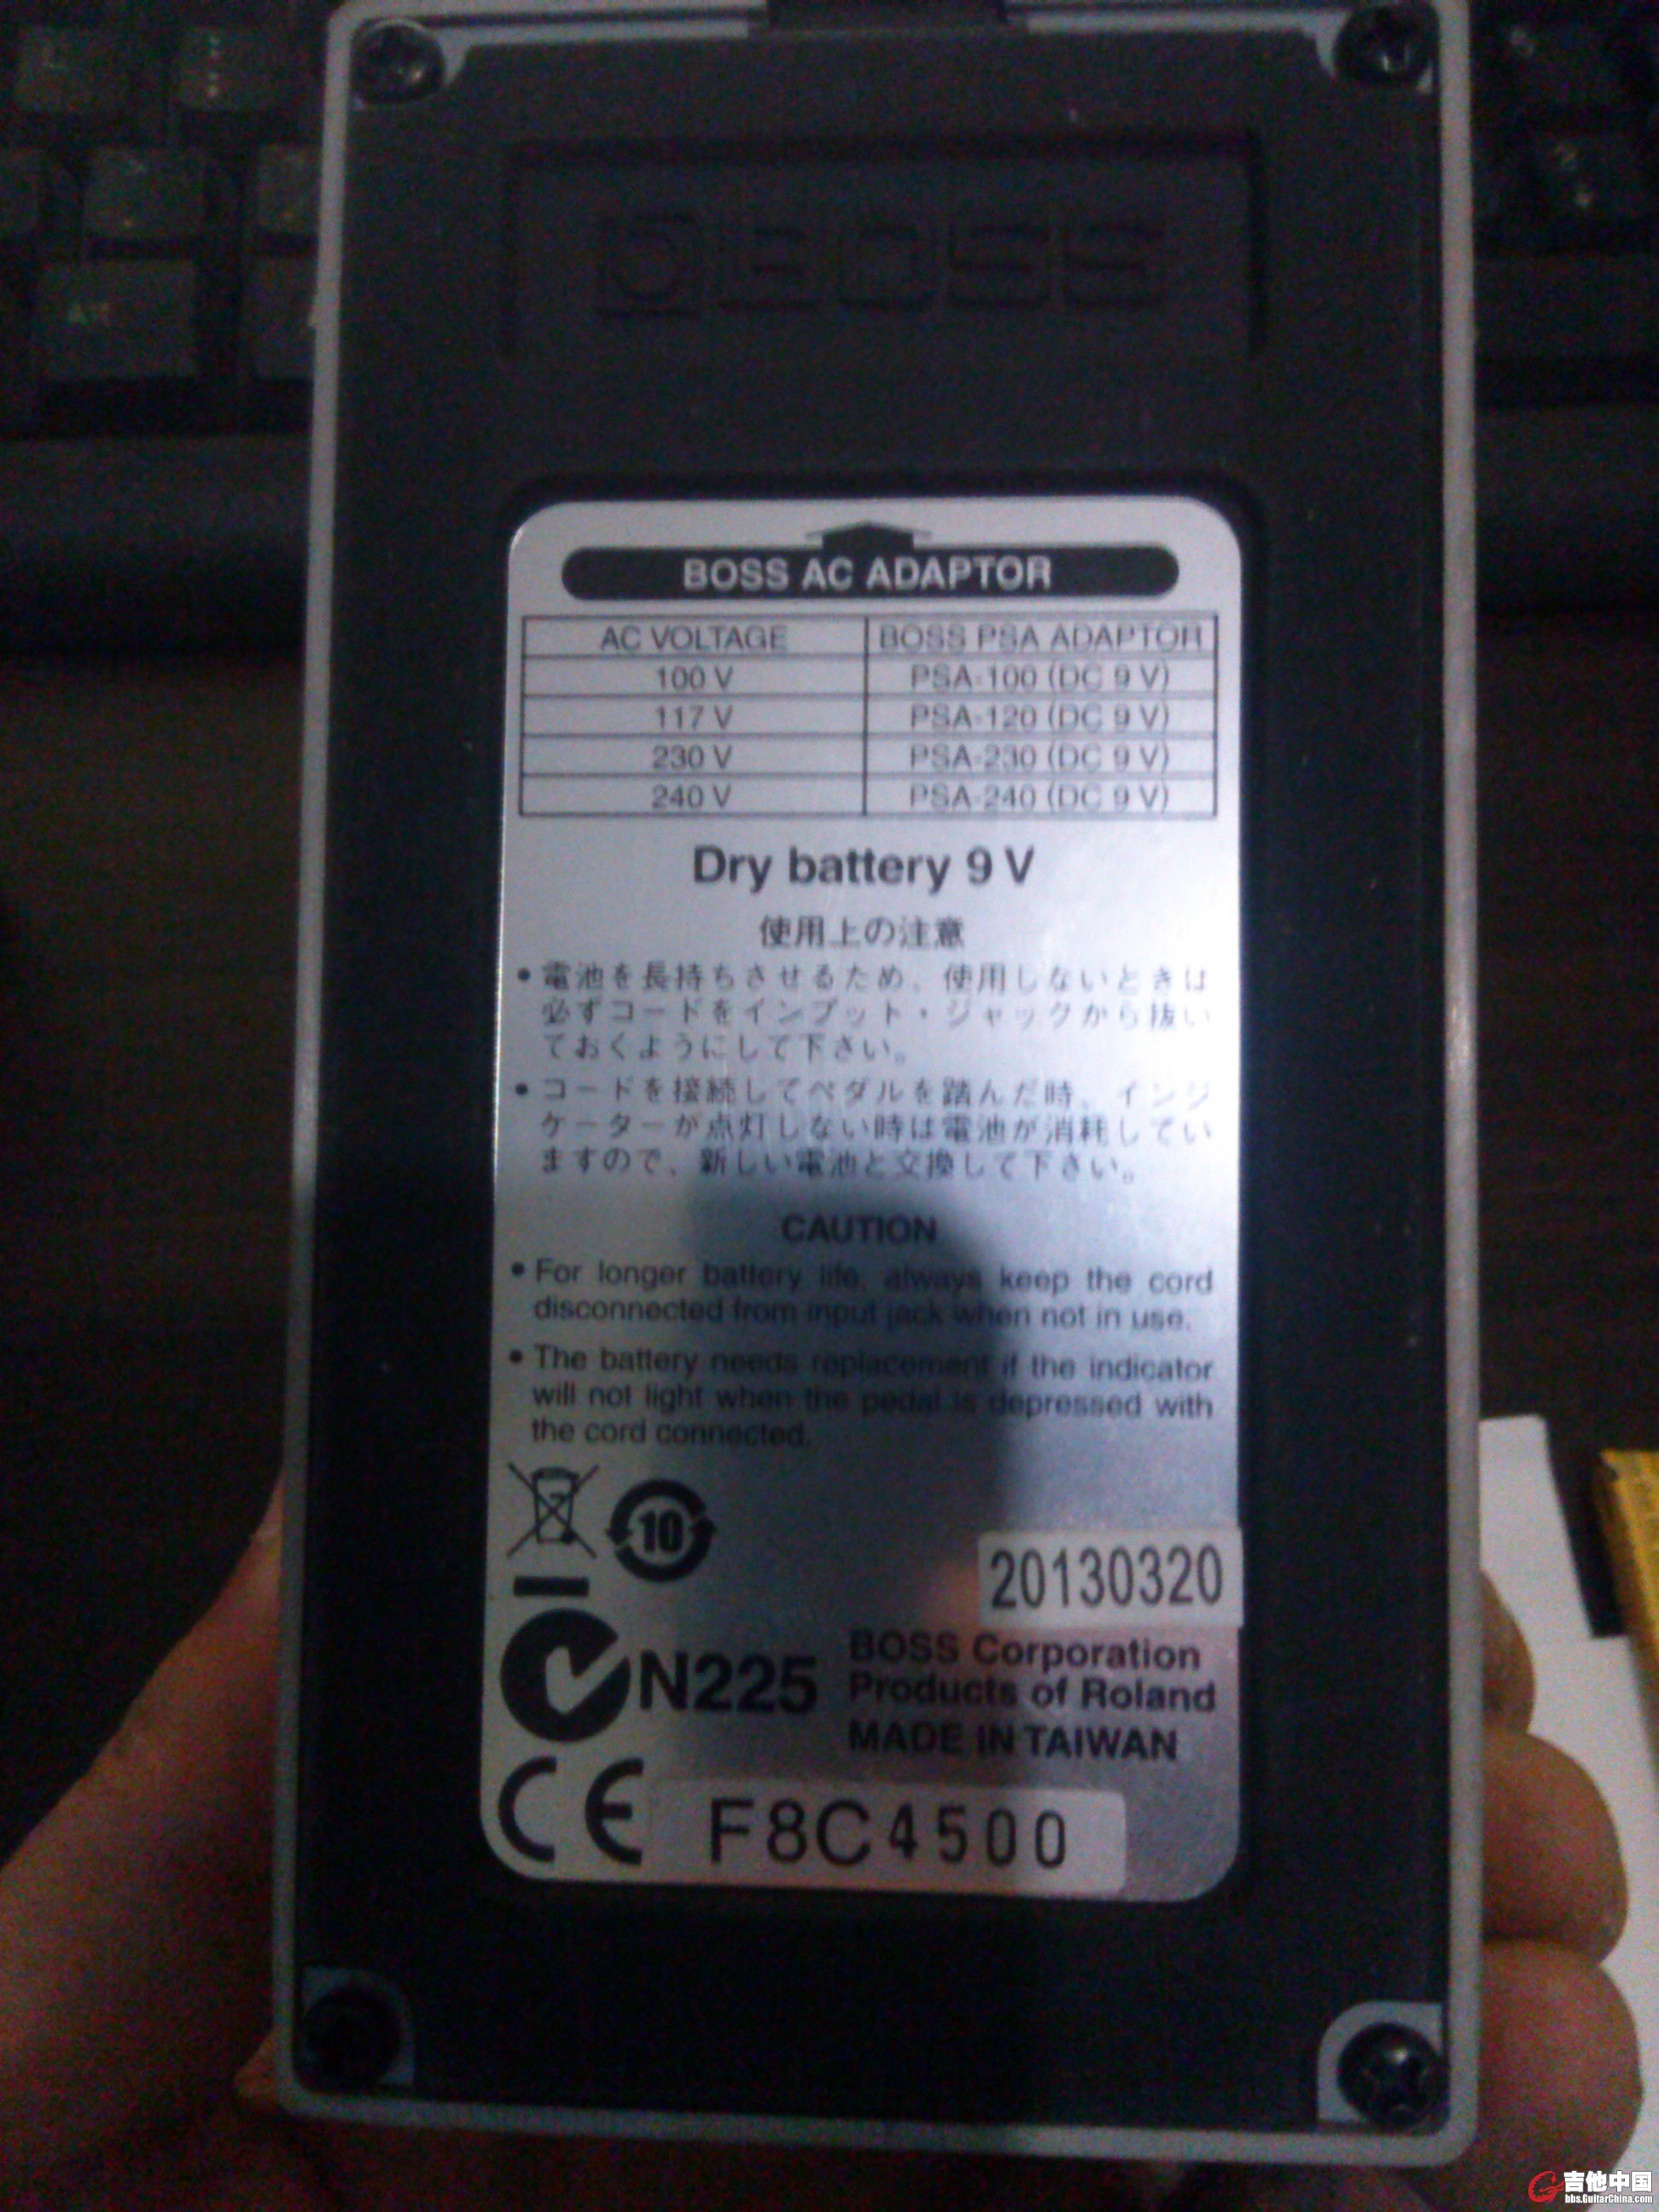 BOSS
BOSS AC ADAPTOR
AC VOLTAGE BOSS PSA ADAPTOR
100 V PSA-100 (DC 9 V)
117 V PSA-120 (DC 9 V)
230 V PSA-230 (DC 9 V)
240 V PSA-240 (DC 9 V)
Dry battery 9 V
使用上の注意
• 電池を長持ちさせるため、使用しないときは
必ずコードをインプット・ジャックから抜い
ておくようにして下さい。
• コードを接続してペダルを踏んだ時、インジ
ケーターが点灯しない時は電池が消耗してい
ますので、新しい電池と交換して下さい。
CAUTION
• For longer battery life, always keep the cord
disconnected from input jack when not in use.
• The battery needs replacement if the indicator
will not light when the pedal is depressed with
the cord connected.
10
20130320
N225
BOSS Corporation
Products of Roland
MADE IN TAIWAN
CE
F8C4500
吉他中国
bbs.GuitarChina.com